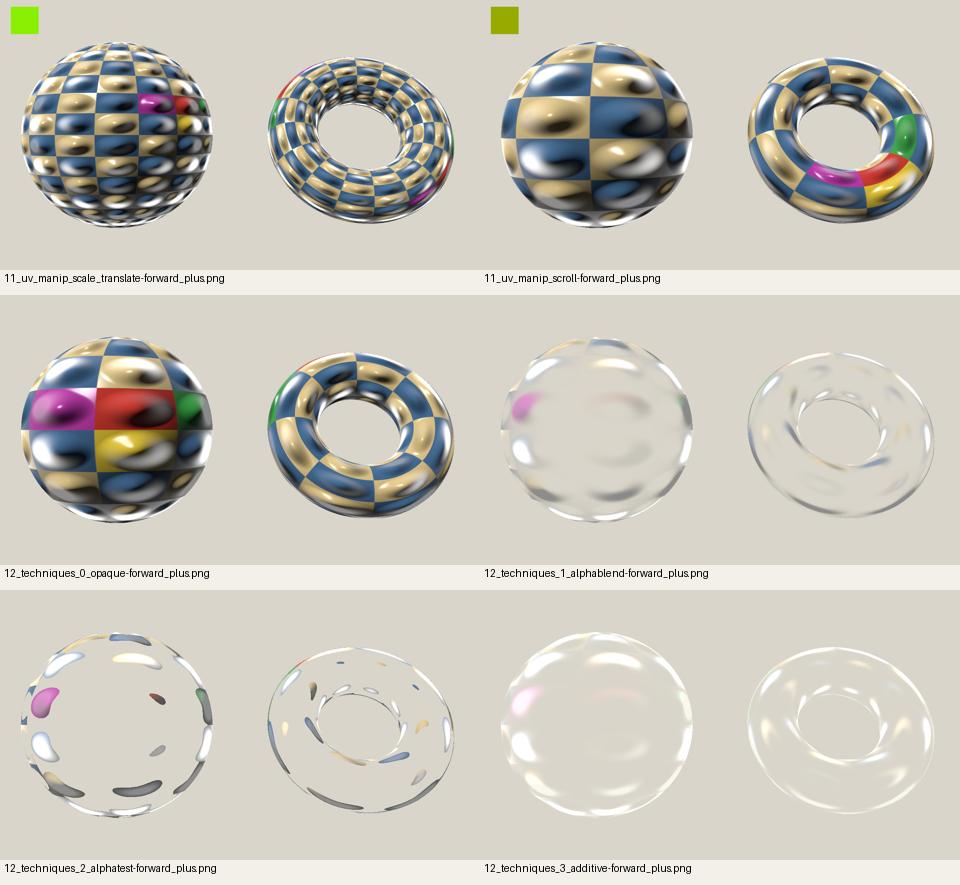 11_uv_manip_scale_translate-forward_plus.png
11_uv_manip_scroll-forward_plus.png
12_techniques_0_opaque-forward_plus.png
12_techniques_1_alphablend-forward_plus.png
12_techniques_2_alphatest-forward_plus.png
12_techniques_3_additive-forward_plus.png